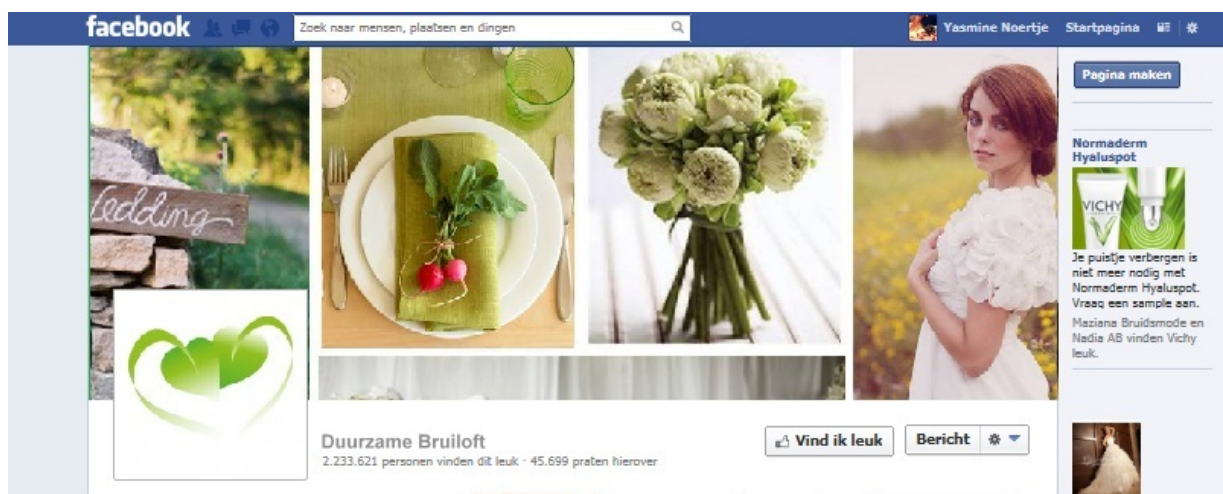 facebook
Zoek naar mensen, plaatsen en dingen
Yasmine Noertje
Startpagina
Wedding
Pagina maken
Normaderm
Hyaluspot
VICHY
Je puistje verbergen is
niet meer nodig met
Normaderm Hyaluspot.
Vraag een sample aan.
Maziana Bruidsmode en
Nadia AB vinden Vichy
leuk.
Duurzame Bruiloft
2.233.621 personen vinden dit leuk · 45.699 praten hierover
Vind ik leuk
Bericht